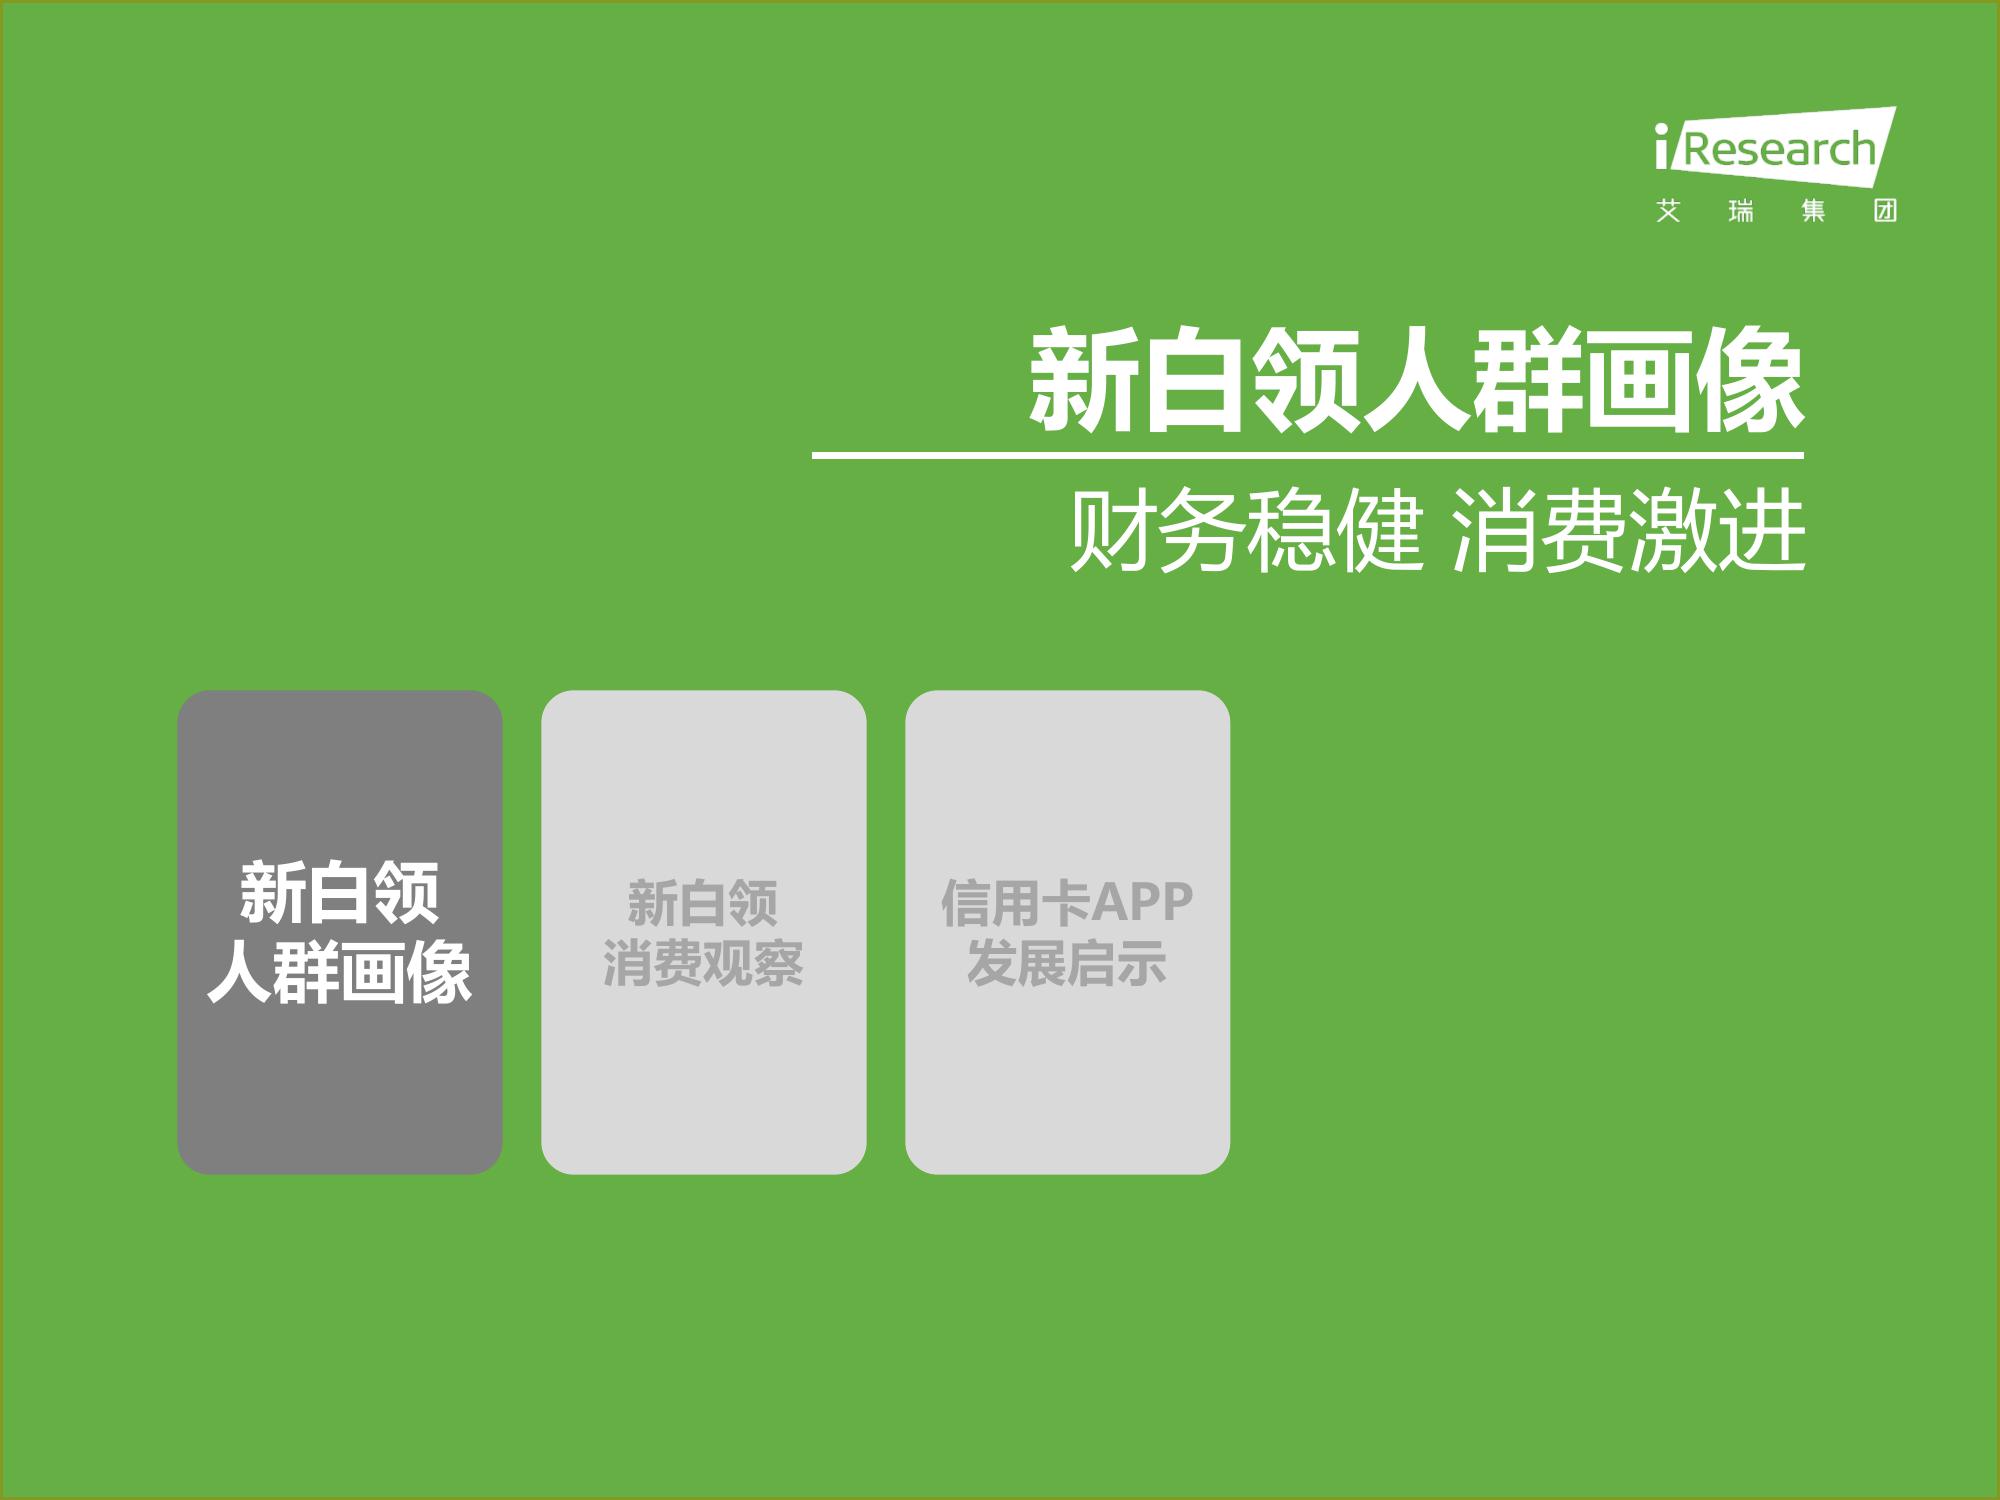 iResearch
艾瑞集团
新白领人群画像
财务稳健 消费激进
新白领
人群画像
新白领
消费观察
信用卡APP
发展启示